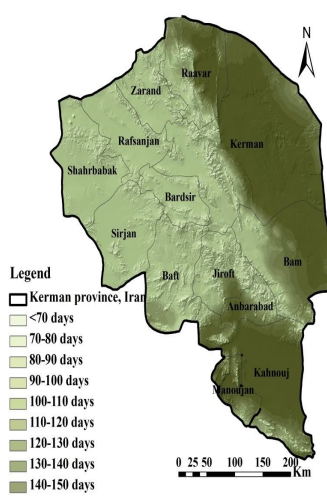 N
Raavar
Zarand
Kerman
Rafsanjan
Shahrbabak
Bardsir
Sirjan
Bam
Baft
Jiroft
Anbarabad
Kahnouj
Manoujan
Legend
Kerman province, Iran
<70 days
70-80 days
80-90 days
90-100 days
100-110 days
110-120 days
120-130 days
130-140 days
140-150 days
0 25 50 100 150 200
Km